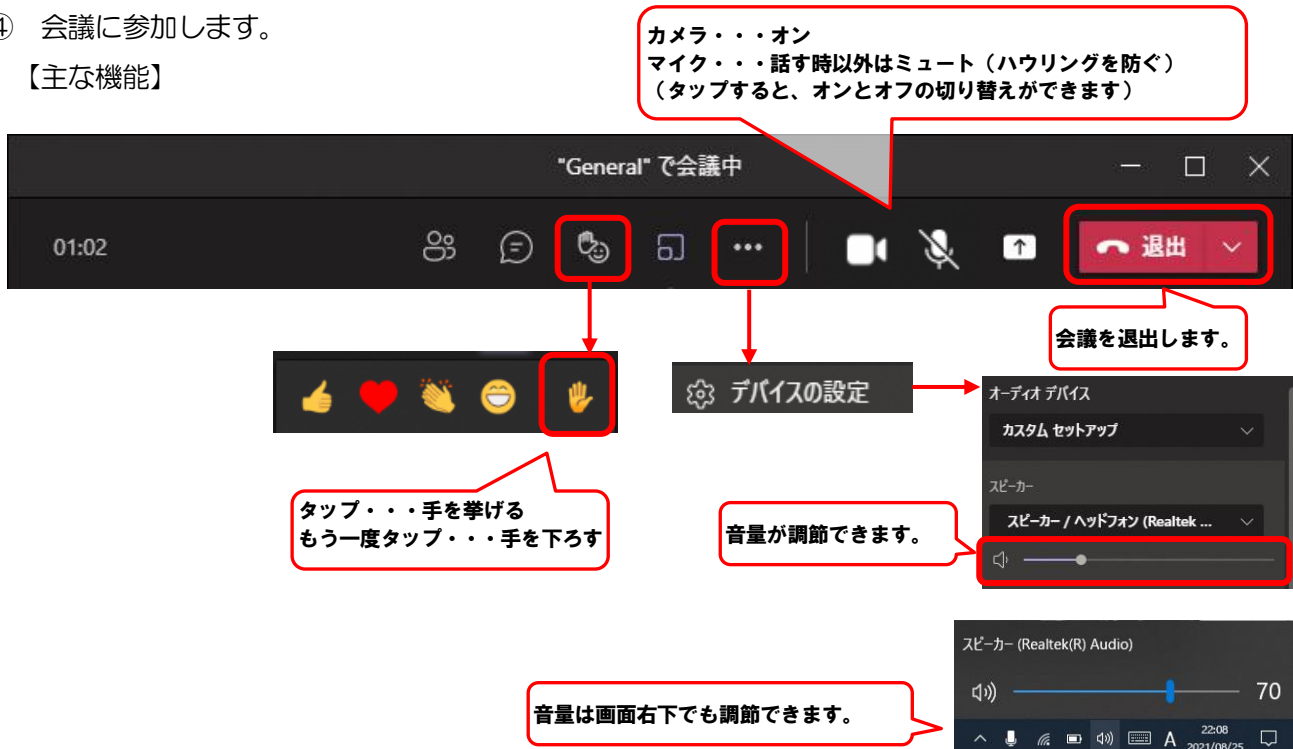 ④　会議に参加します。
【主な機能】
カメラ・・・オン
マイク・・・話す時以外はミュート（ハウリングを防ぐ）
（タップすると、オンとオフの切り替えができます）
"General" で会議中
01:02
退出
会議を退出します。
デバイスの設定
オーディオ デバイス
カスタム セットアップ
スピーカー
スピーカー / ヘッドフォン (Realtek ...
タップ・・・手を挙げる
もう一度タップ・・・手を下ろす
音量が調節できます。
スピーカー (Realtek(R) Audio)
70
音量は画面右下でも調節できます。
A
22:08
2021/08/25